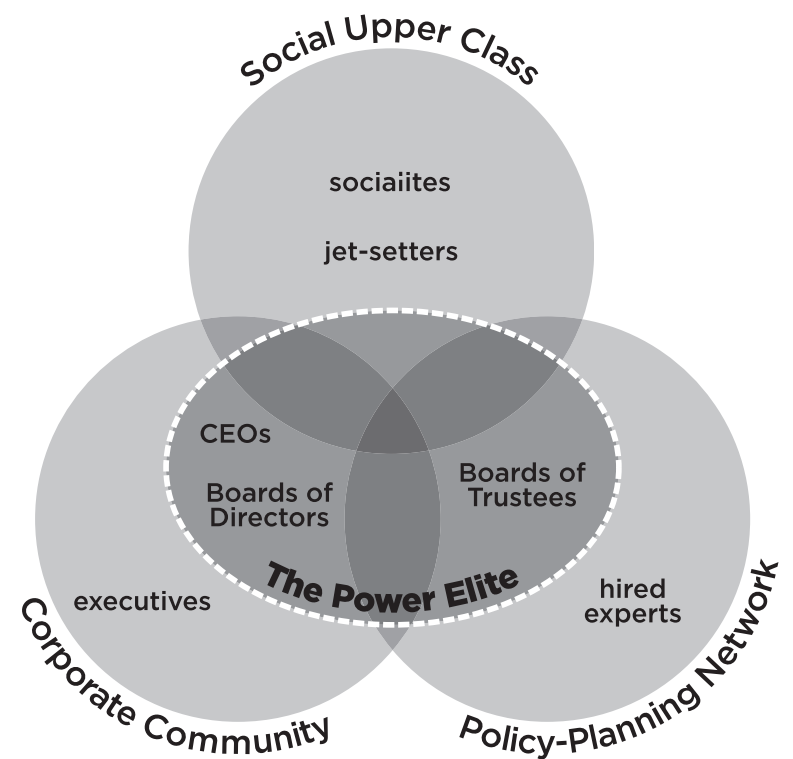 Social Upper Class
sociaiites
jet-setters
CEOs
Boards of
Directors
Boards of
Trustees
The Power Elite
executives
hired
experts
Corporate Community
Policy-Planning Network